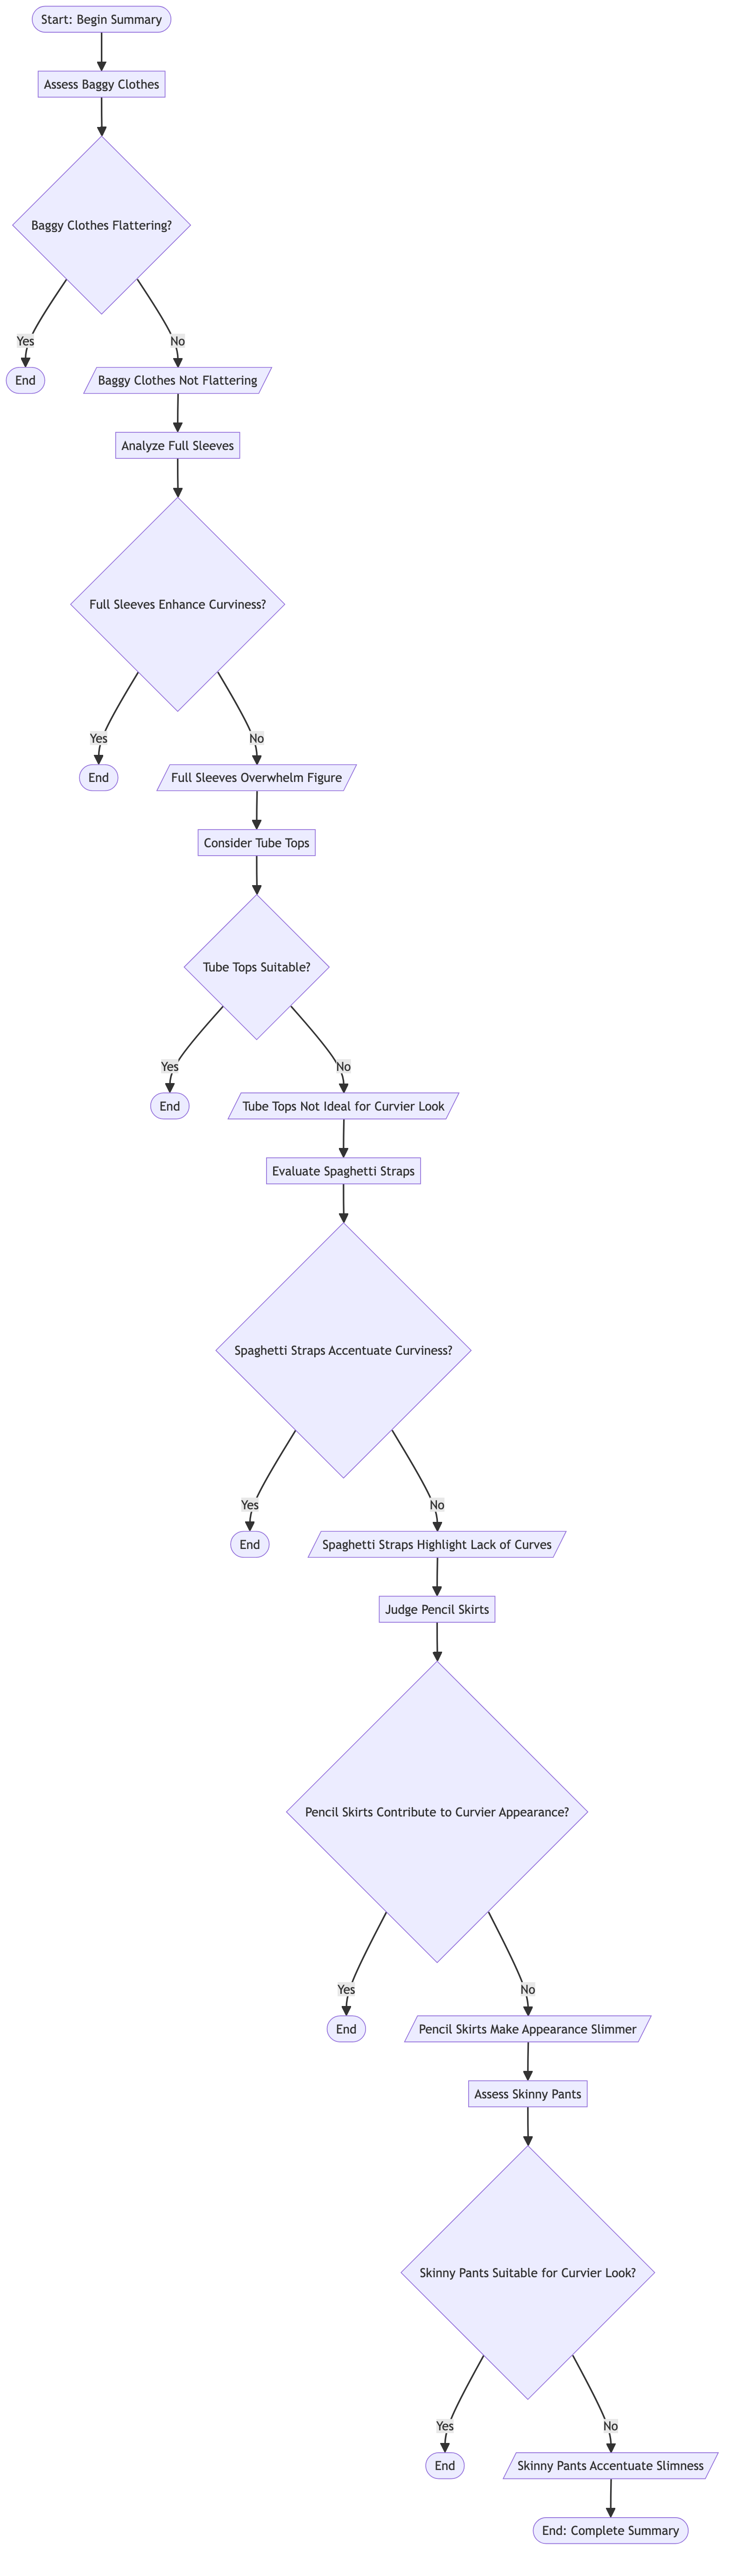 Start: Begin Summary
Assess Baggy Clothes
Baggy Clothes Flattering?
Yes
No
End
Baggy Clothes Not Flattering
Analyze Full Sleeves
Full Sleeves Enhance Curviness?
Yes
No
End
Full Sleeves Overwhelm Figure
Consider Tube Tops
Tube Tops Suitable?
Yes
No
End
Tube Tops Not Ideal for Curvier Look
Evaluate Spaghetti Straps
Spaghetti Straps Accentuate Curviness?
Yes
No
End
Spaghetti Straps Highlight Lack of Curves
Judge Pencil Skirts
Pencil Skirts Contribute to Curvier Appearance?
Yes
No
End
Pencil Skirts Make Appearance Slimmer
Assess Skinny Pants
Skinny Pants Suitable for Curvier Look?
Yes
No
End
Skinny Pants Accentuate Slimness
End: Complete Summary